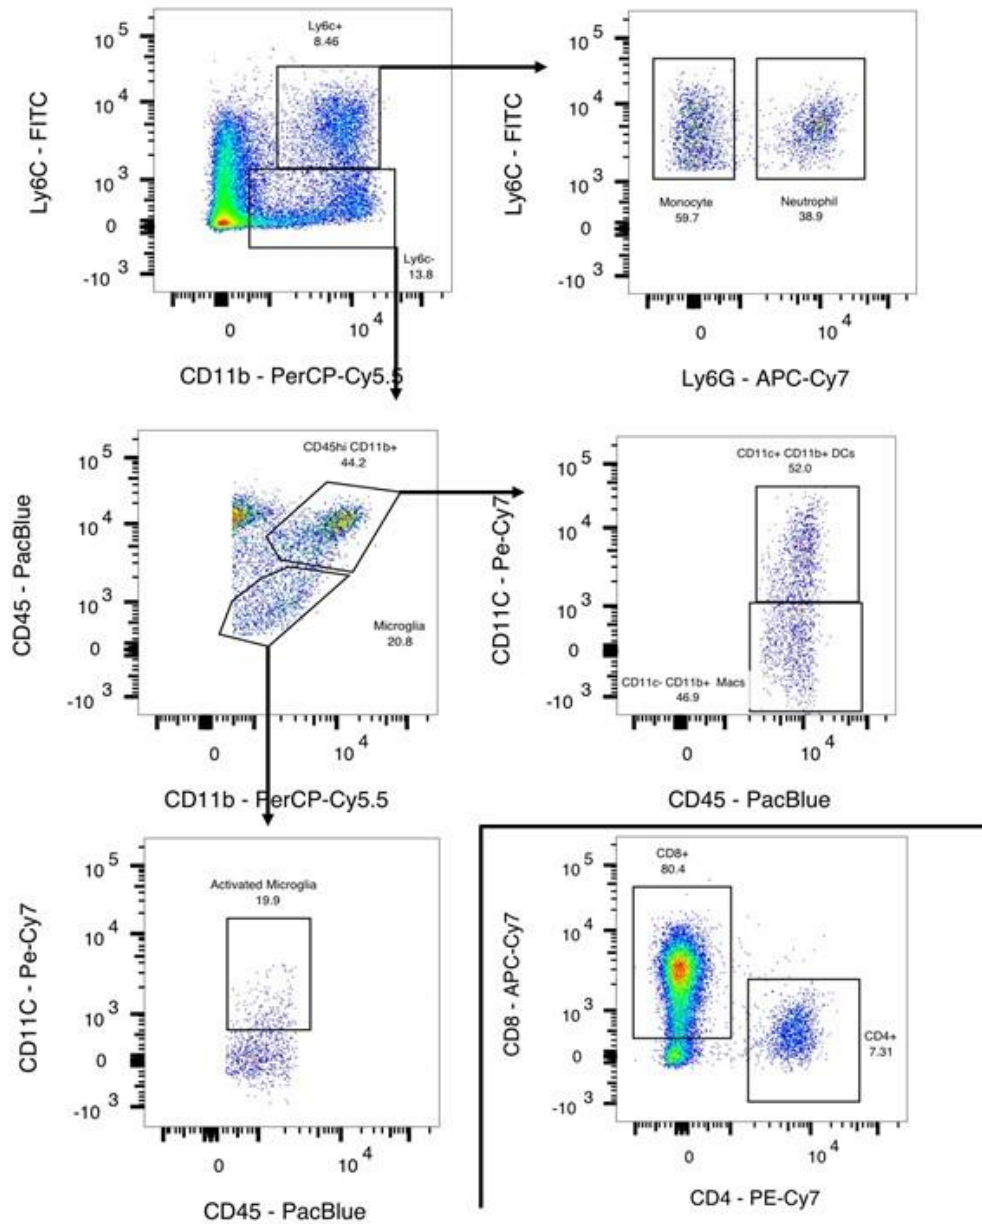 Ly6c+
8.46
10 5
10 4
10 3
0
-10 3
Ly6C - FITC
Ly6c-
13.8
0
10 4
CD11b - PerCP-Cy5.5
10 5
10 4
10 3
0
-10 3
Ly6C - FITC
Monocyte
59.7
Neutrophil
38.9
0
10 4
Ly6G - APC-Cy7
CD45hi CD11b+
44.2
10 5
10 4
10 3
0
-10 3
CD45 - PacBlue
Microglia
20.8
0
10 4
CD11b - PerCP-Cy5.5
CD11c+ CD11b+ DCs
52.0
10 5
10 4
10 3
0
-10 3
CD11C - Pe-Cy7
CD11c- CD11b+ Macs
46.9
0
10 4
CD45 - PacBlue
Activated Microglia
19.9
10 5
10 4
10 3
0
-10 3
CD11C - Pe-Cy7
0
10 4
CD45 - PacBlue
CD8+
80.4
10 5
10 4
10 3
0
-10 3
CD8 - APC-Cy7
CD4+
7.31
0
10 4
CD4 - PE-Cy7